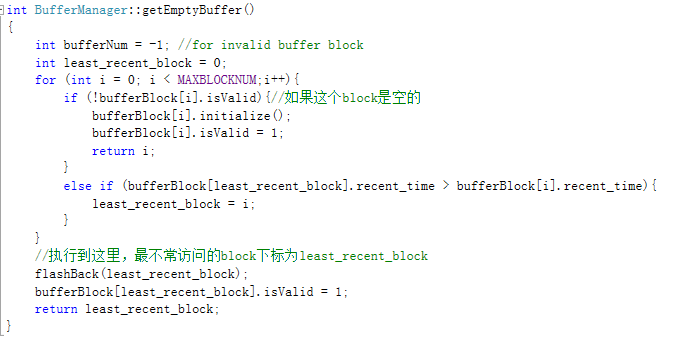 int BufferManager::getEmptyBuffer()
{
    int bufferNum = -1; //for invalid buffer block
    int least_recent_block = 0;
    for (int i = 0; i < MAXBLOCKNUM;i++){
        if (!bufferBlock[i].isValid){//如果这个block是空的
            bufferBlock[i].initialize();
            bufferBlock[i].isValid = 1;
            return i;
        }
        else if (bufferBlock[least_recent_block].recent_time > bufferBlock[i].recent_time){
            least_recent_block = i;
        }
    }
    //执行到这里，最不常访问的block下标为least_recent_block
    flashBack(least_recent_block);
    bufferBlock[least_recent_block].isValid = 1;
    return least_recent_block;
}